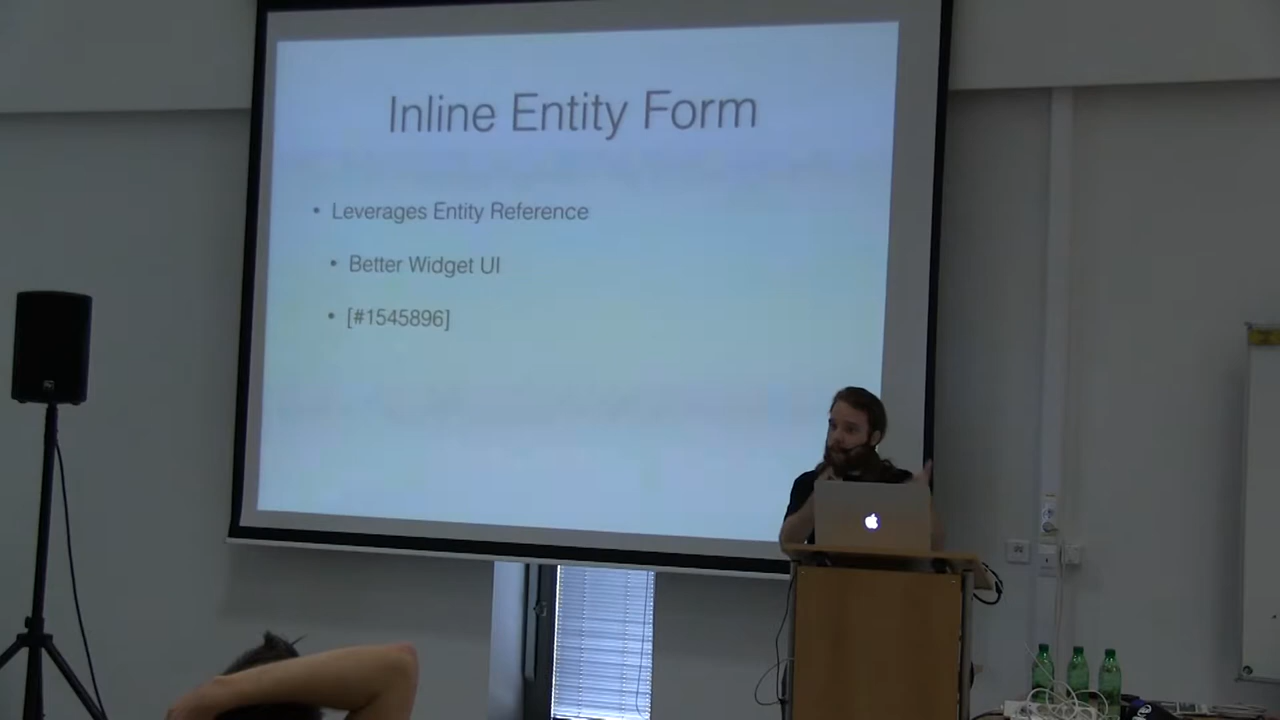 Inline Entity Form
• Leverages Entity Reference
• Better Widget UI
• [#1545896]